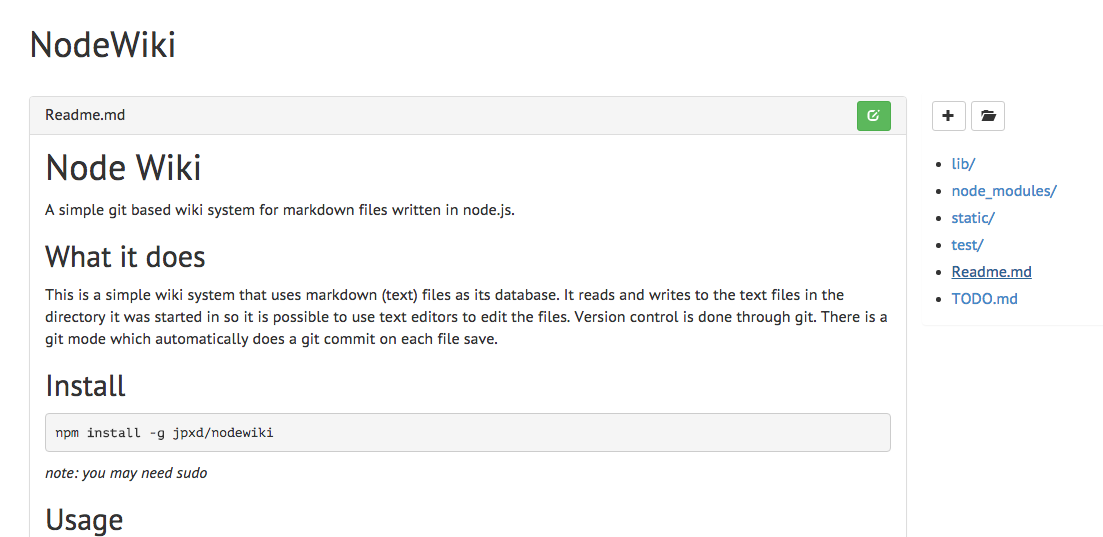 NodeWiki
Readme.md
Node Wiki
A simple git based wiki system for markdown files written in node.js.
What it does
This is a simple wiki system that uses markdown (text) files as its database. It reads and writes to the text files in the
directory it was started in so it is possible to use text editors to edit the files. Version control is done through git. There is a
git mode which automatically does a git commit on each file save.
Install
npm install -g jpxd/nodewiki
note: you may need sudo
Usage
lib/
node_modules/
static/
test/
Readme.md
TODO.md